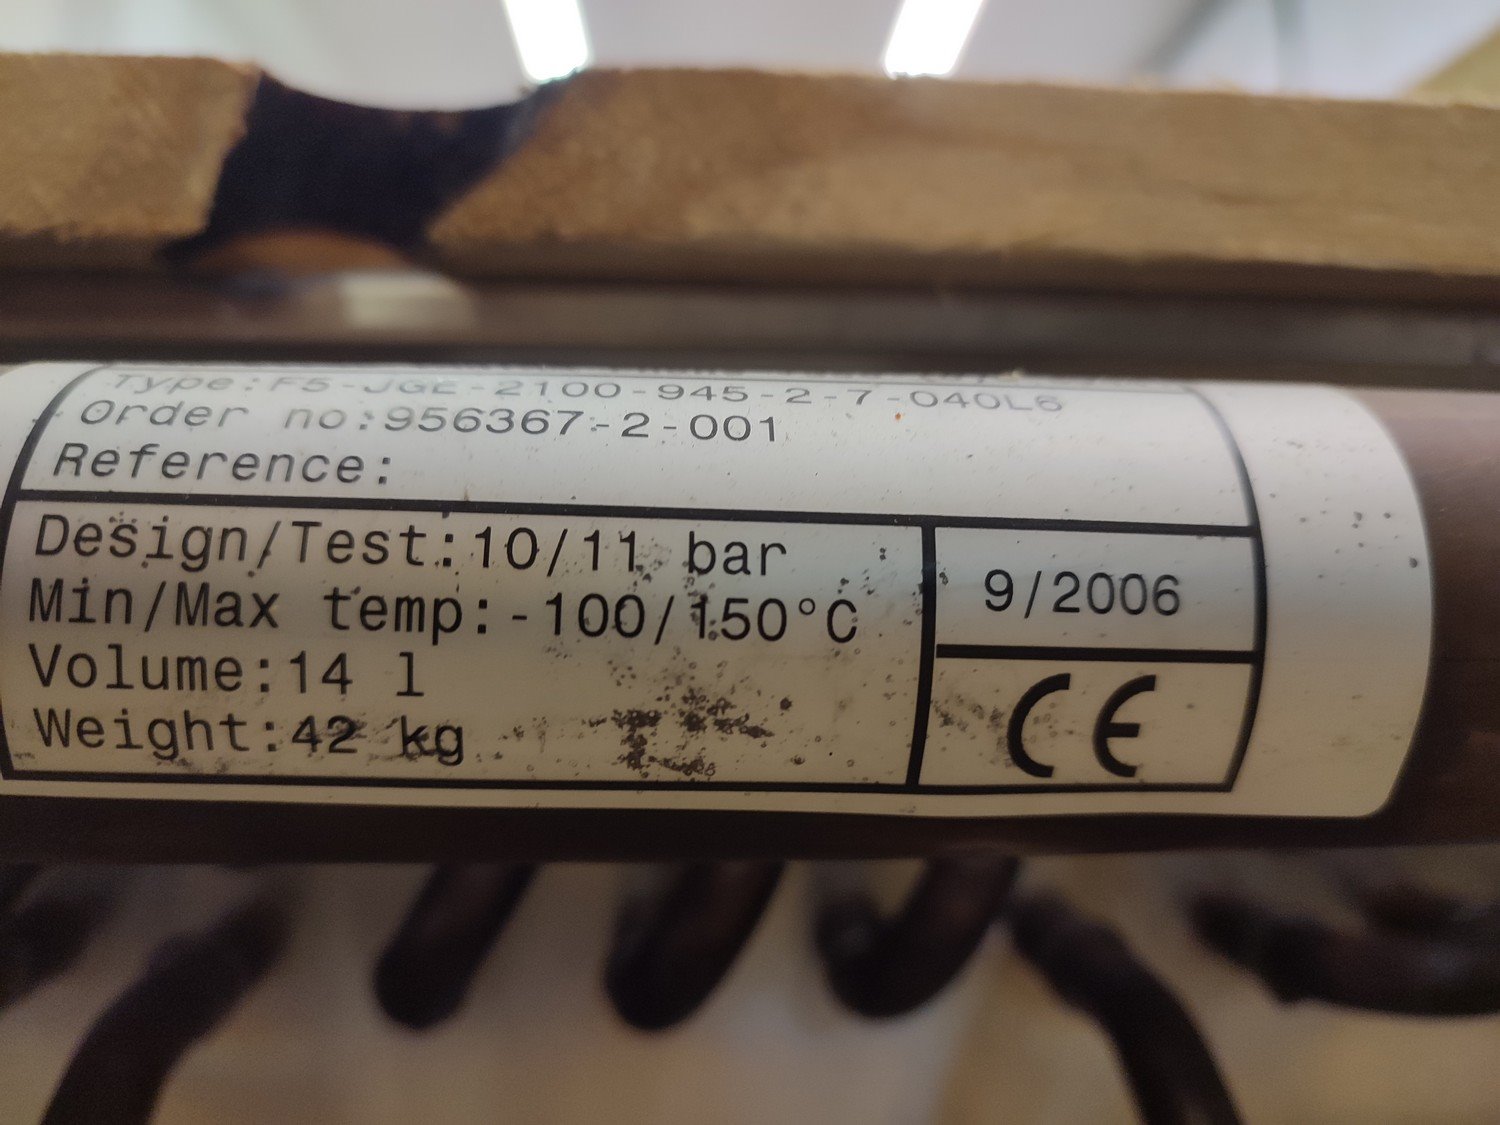 Type:F5-JGE-2100-945-2-7-040L6
Order no:956367-2-001
Reference:
Design/Test:10/11 bar
Min/Max temp:-100/150°C
Volume:14 l
Weight:42 kg
9/2006
CE